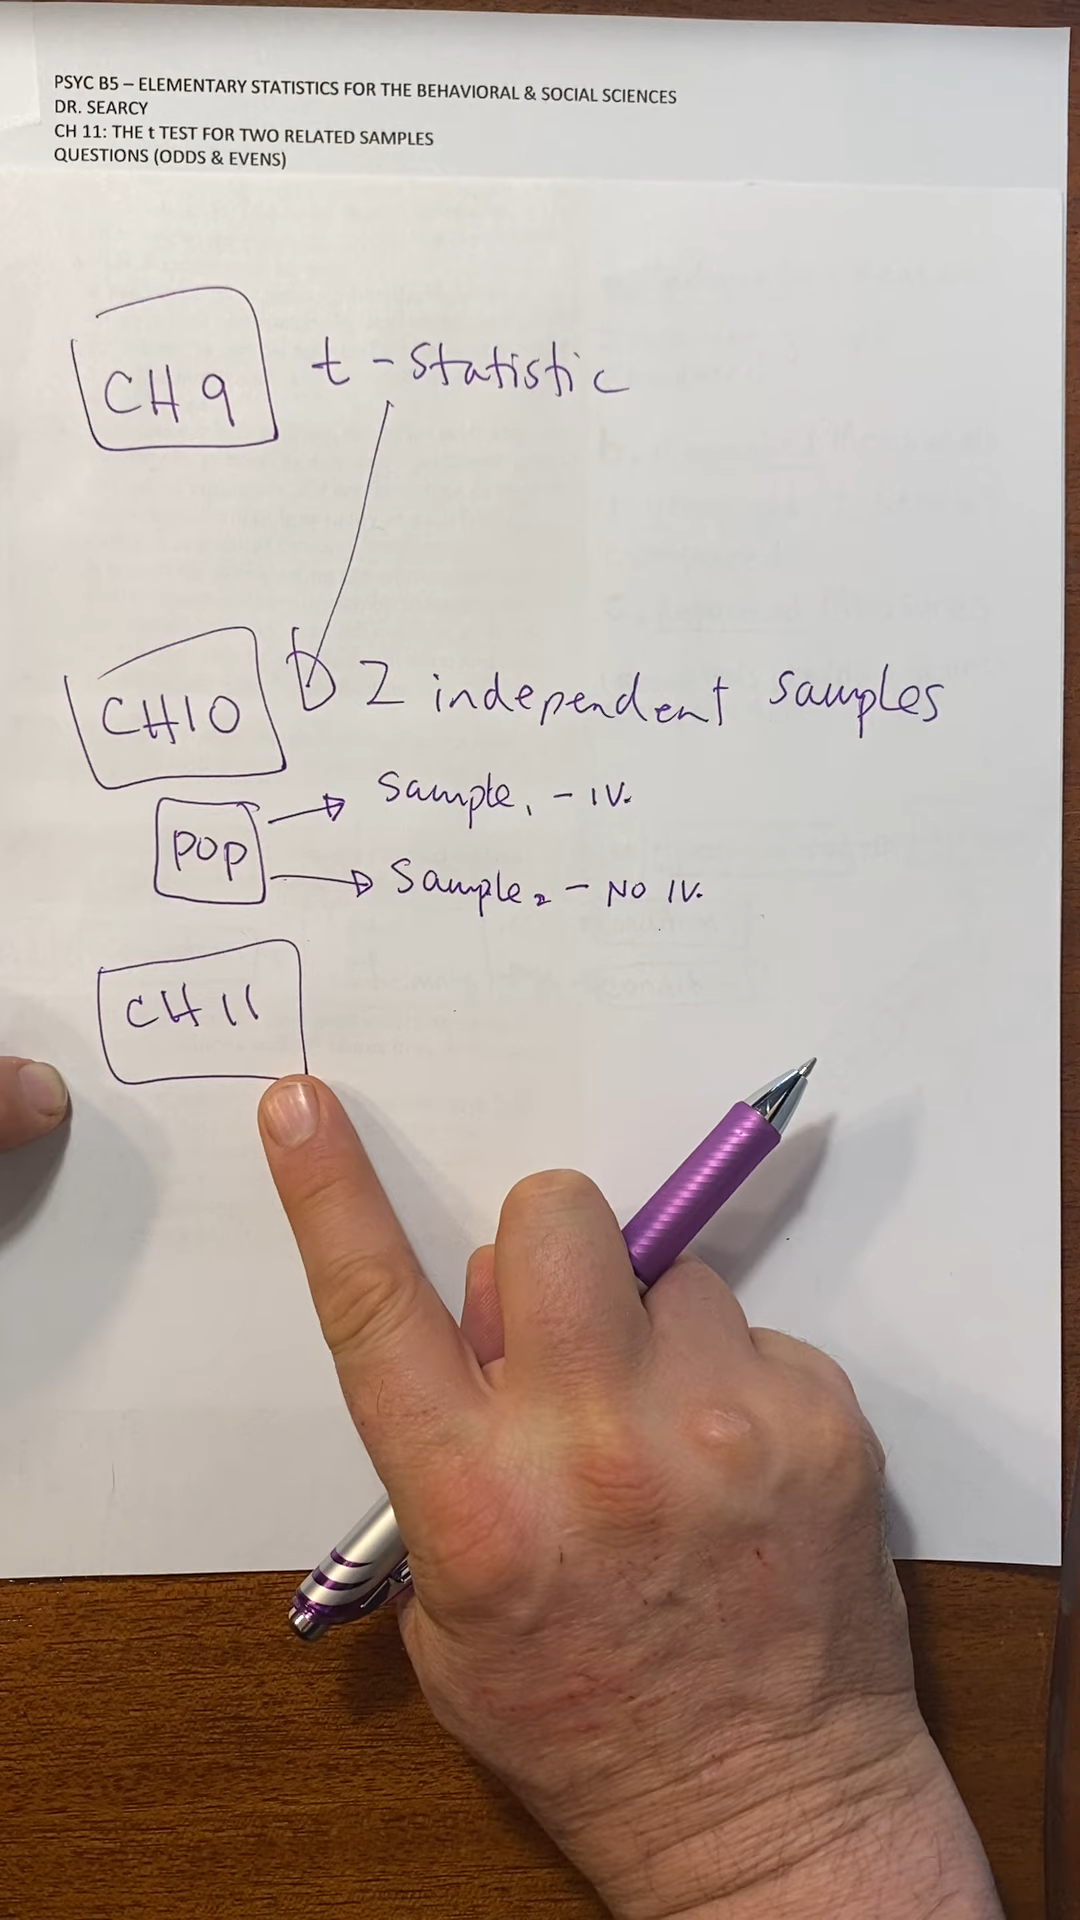 PSYC B5 – ELEMENTARY STATISTICS FOR THE BEHAVIORAL & SOCIAL SCIENCES
DR. SEARCY
CH 11: THE t TEST FOR TWO RELATED SAMPLES
QUESTIONS (ODDS & EVENS)
CH 9 t - Statistic
CH10 2 independent samples
POP Sample₁ - IV.
Sample₂ - NO IV.
CH 11